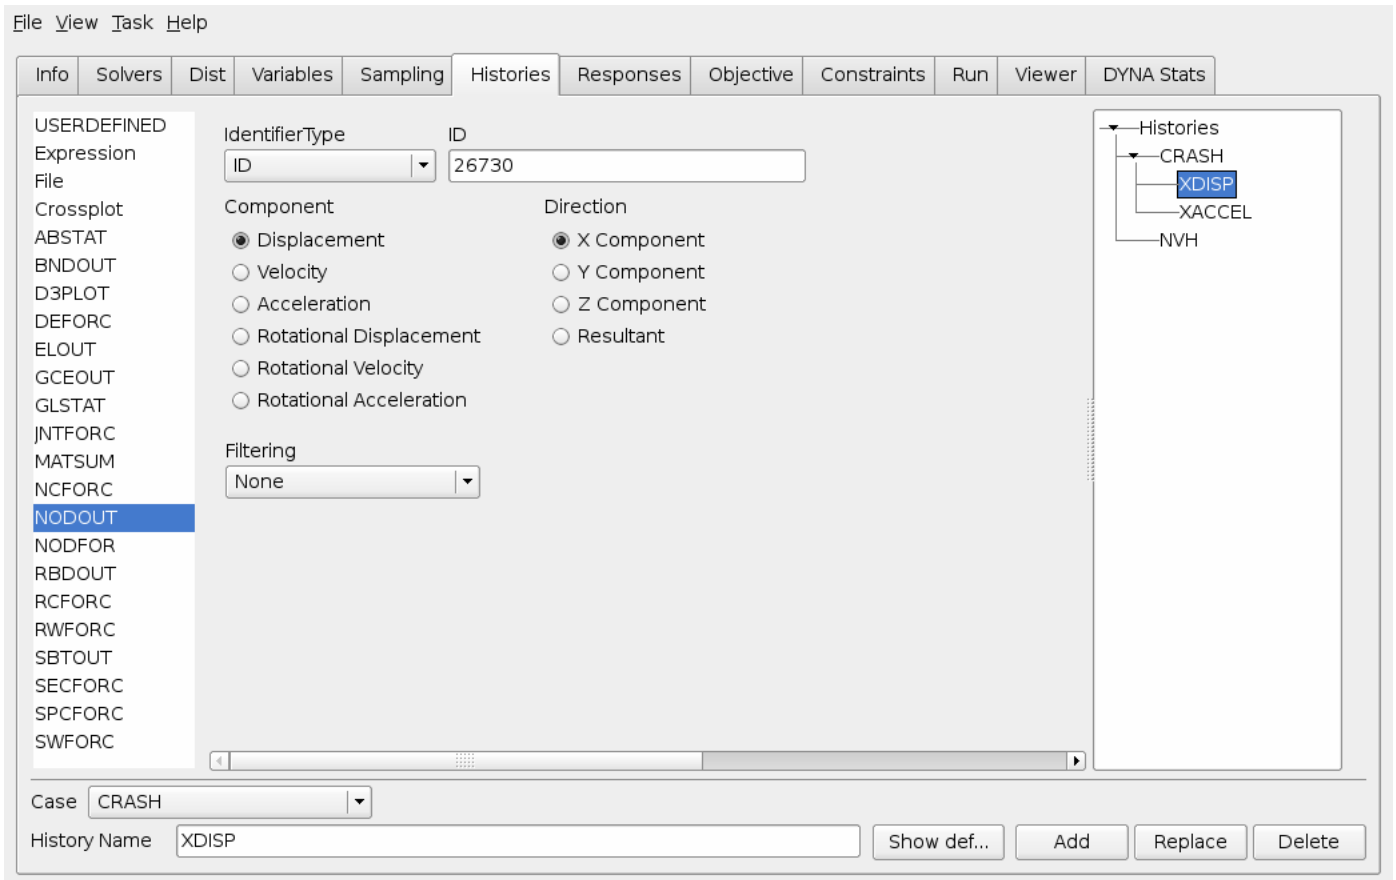 File View Task Help
Info Solvers Dist Variables Sampling Histories Responses Objective Constraints Run Viewer DYNA Stats
USERDEFINED
Expression
File
Crossplot
ABSTAT
BNDOUT
D3PLOT
DEFORC
ELOUT
GCEOUT
GLSTAT
JNTFORC
MATSUM
NCFORC
NODOUT
NODFOR
RBDOUT
RCFORC
RWFORC
SBTOUT
SECFORC
SPCFORC
SWFORC
IdentifierType ID
ID 26730
Component Direction
Displacement X Component
Velocity Y Component
Acceleration Z Component
Rotational Displacement Resultant
Rotational Velocity
Rotational Acceleration
Filtering
None
Histories
CRASH
XDISP
XACCEL
NVH
Case CRASH
History Name XDISP Show def... Add Replace Delete